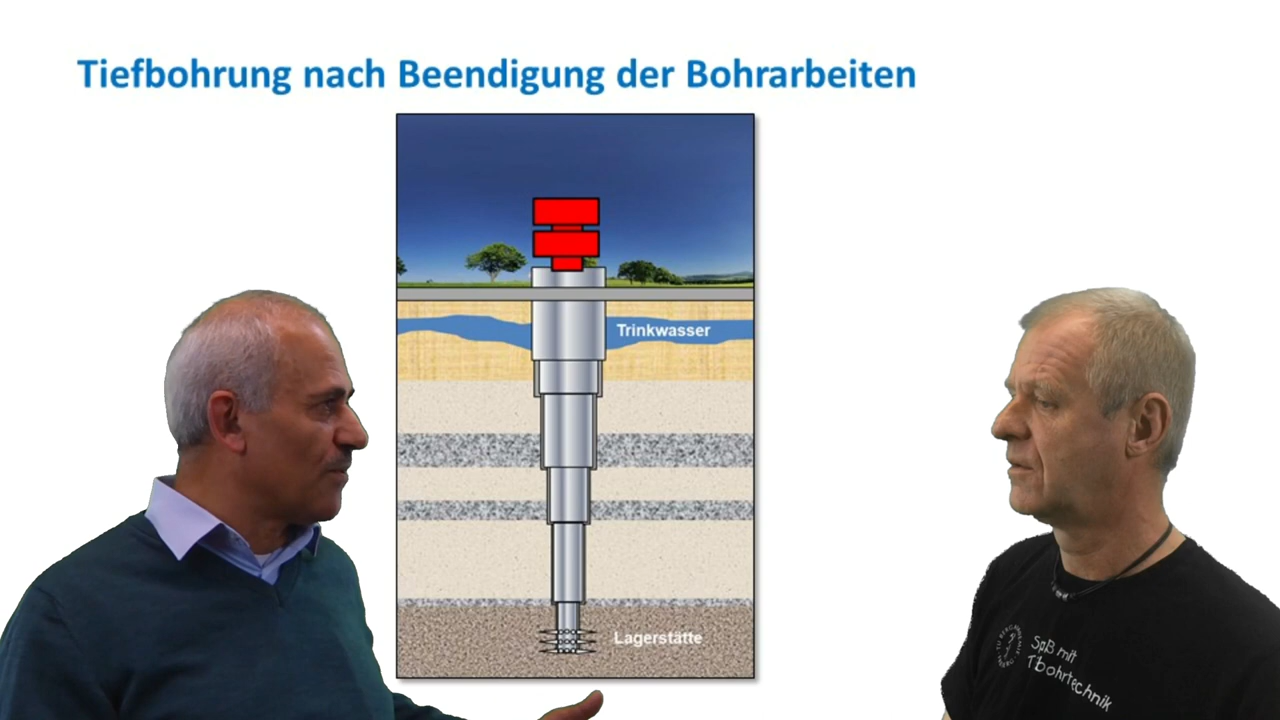 Tiefbohrung nach Beendigung der Bohrarbeiten
Trinkwasser
Lagerstätte
Spaß mit
Tbohrtechnik